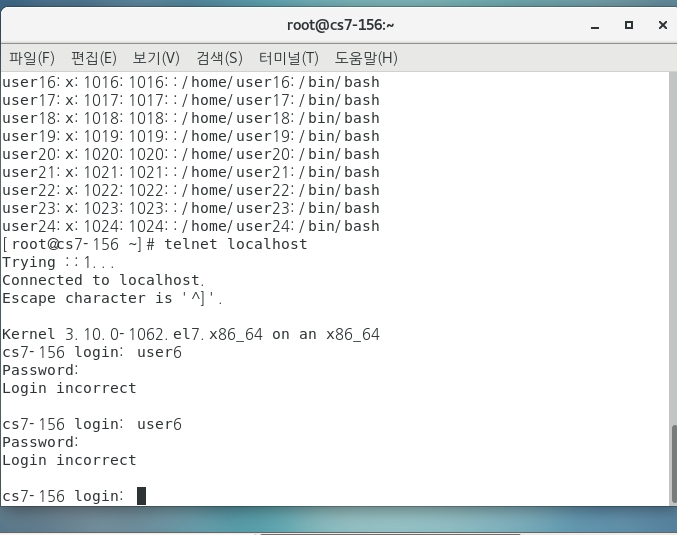 root@cs7-156:~
파일(F) 편집(E) 보기(V) 검색(S) 터미널(T) 도움말(H)
user16:x:1016:1016::/home/user16:/bin/bash
user17:x:1017:1017::/home/user17:/bin/bash
user18:x:1018:1018::/home/user18:/bin/bash
user19:x:1019:1019::/home/user19:/bin/bash
user20:x:1020:1020::/home/user20:/bin/bash
user21:x:1021:1021::/home/user21:/bin/bash
user22:x:1022:1022::/home/user22:/bin/bash
user23:x:1023:1023::/home/user23:/bin/bash
user24:x:1024:1024::/home/user24:/bin/bash
[root@cs7-156 ~]# telnet localhost
Trying ::1...
Connected to localhost.
Escape character is '^]'.
Kernel 3.10.0-1062.el7.x86_64 on an x86_64
cs7-156 login: user6
Password:
Login incorrect
cs7-156 login: user6
Password:
Login incorrect
cs7-156 login: